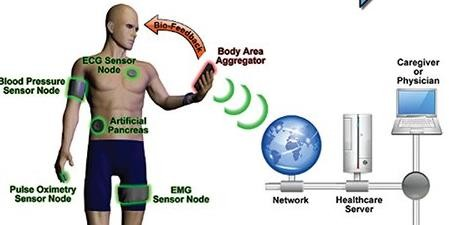 Bio-Feedback
Caregiver
or
Physician
ECG Sensor
Node
Body Area
Aggregator
Blood Pressure
Sensor Node
Artificial
Pancreas
Pulse Oximetry
Sensor Node
EMG
Sensor Node
Network
Healthcare
Server